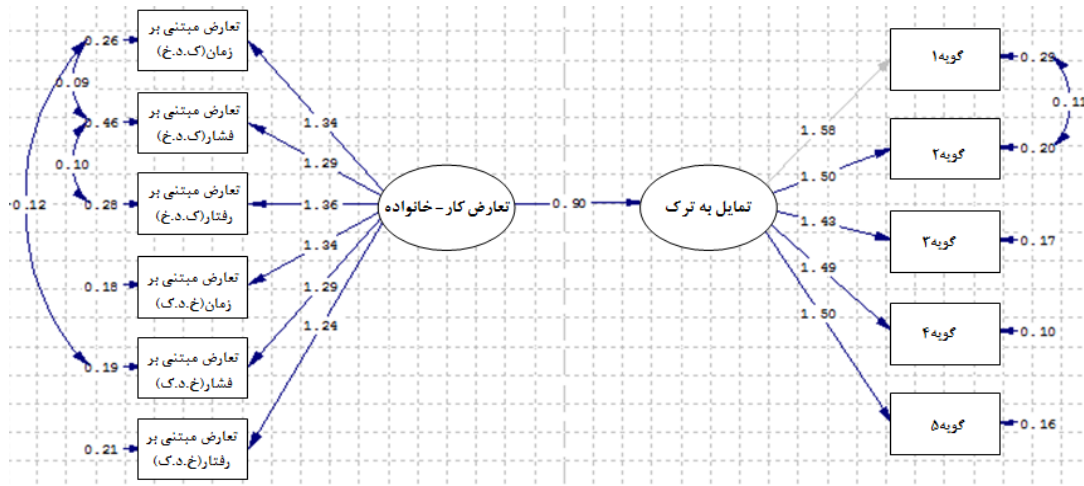 تعارض مبتنی بر
زمان(ک.د.خ)
0.26
0.09
تعارض مبتنی بر
فشار(ک.د.خ)
0.46
0.10
تعارض مبتنی بر
رفتار(ک.د.خ)
0.28
0.12
تعارض مبتنی بر
زمان(خ.د.ک)
0.18
تعارض مبتنی بر
فشار(خ.د.ک)
0.19
تعارض مبتنی بر
رفتار(خ.د.ک)
0.21
1.34
1.29
1.36
1.34
1.29
1.24
تعارض کار-خانواده
0.90
تمایل به ترک
1.58
1.50
1.43
1.49
1.50
گویه۱
0.29
0.11
گویه۲
0.20
گویه۳
0.17
گویه۴
0.10
گویه۵
0.16